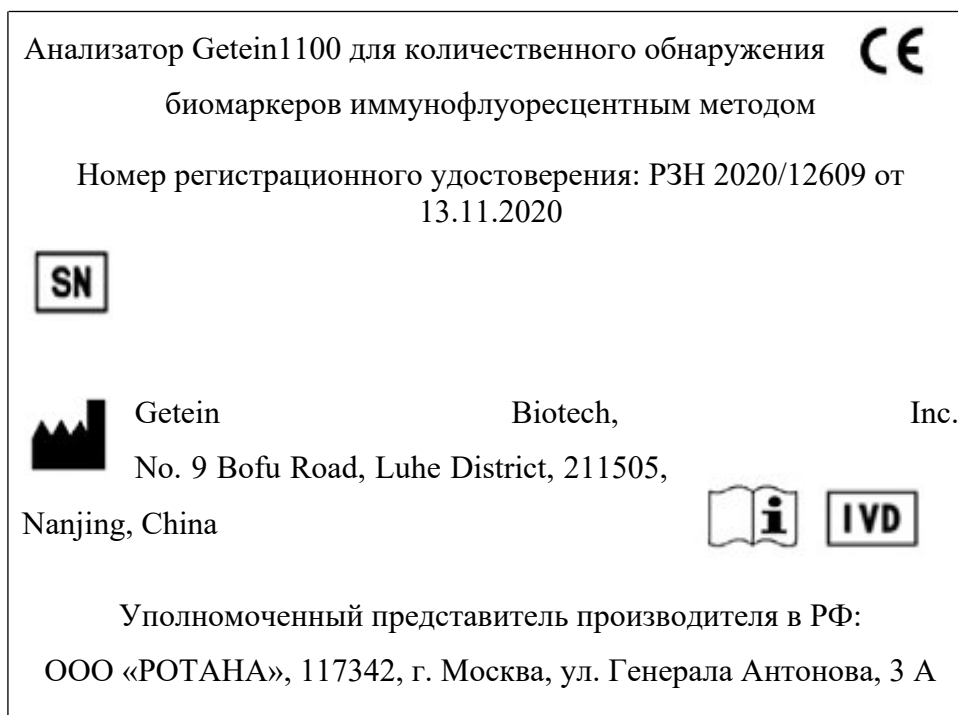 Анализатор Getein1100 для количественного обнаружения CE
биомаркеров иммунофлуоресцентным методом
Номер регистрационного удостоверения: РЗН 2020/12609 от
13.11.2020
SN
Getein Biotech, Inc.
No. 9 Bofu Road, Luhe District, 211505,
Nanjing, China
i IVD
Уполномоченный представитель производителя в РФ:
ООО «РОТАНА», 117342, г. Москва, ул. Генерала Антонова, 3 А